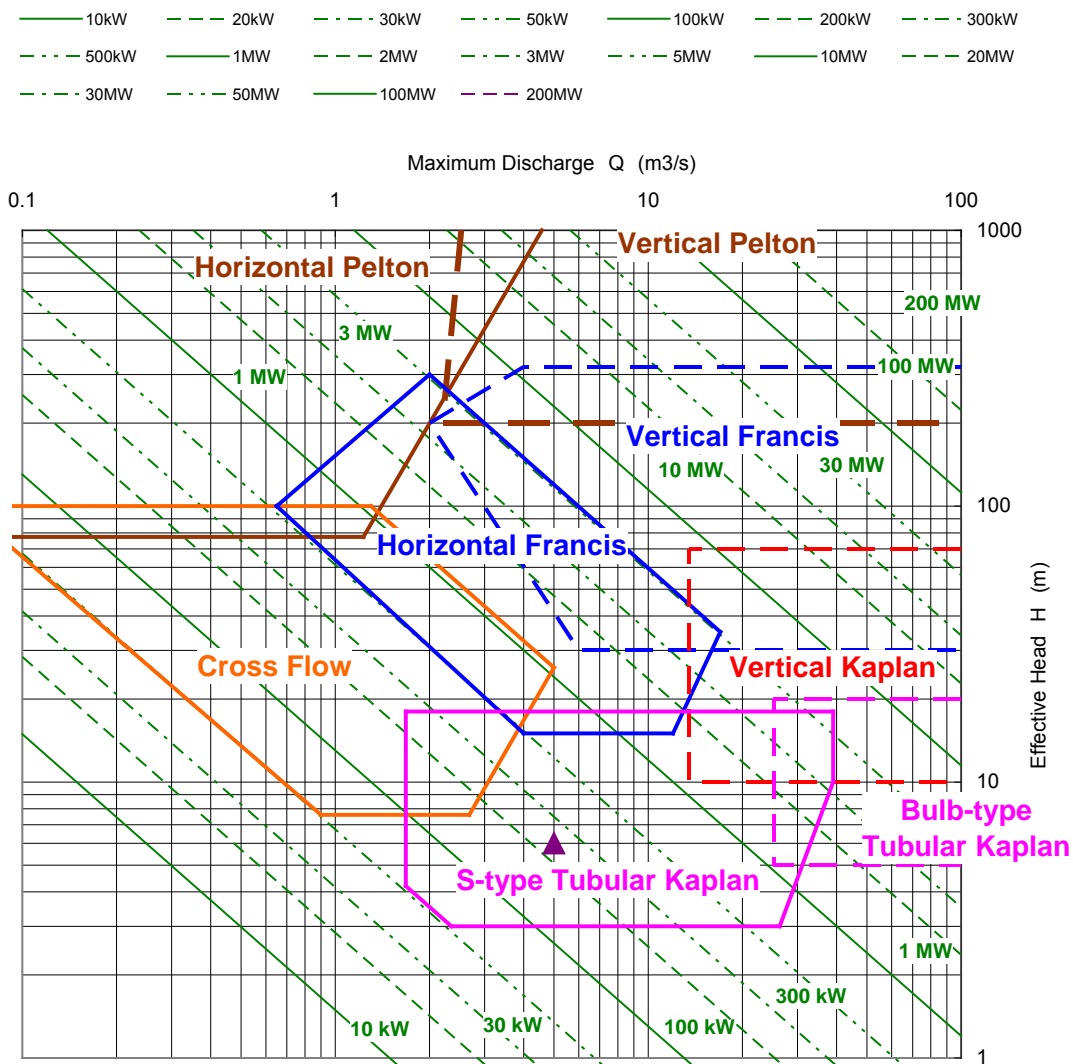 10kW 20kW 30kW 50kW 100kW 200kW 300kW
500kW 1MW 2MW 3MW 5MW 10MW 20MW
30MW 50MW 100MW 200MW
Maximum Discharge Q (m3/s)
0.1 1 10 100
1000
Vertical Pelton
Horizontal Pelton
200 MW
3 MW
100 MW
1 MW
Vertical Francis
10 MW
30 MW
100
Horizontal Francis
Effective Head H (m)
Cross Flow
Vertical Kaplan
10
Bulb-type
Tubular Kaplan
S-type Tubular Kaplan
1 MW
300 kW
100 kW
30 kW
10 kW
1